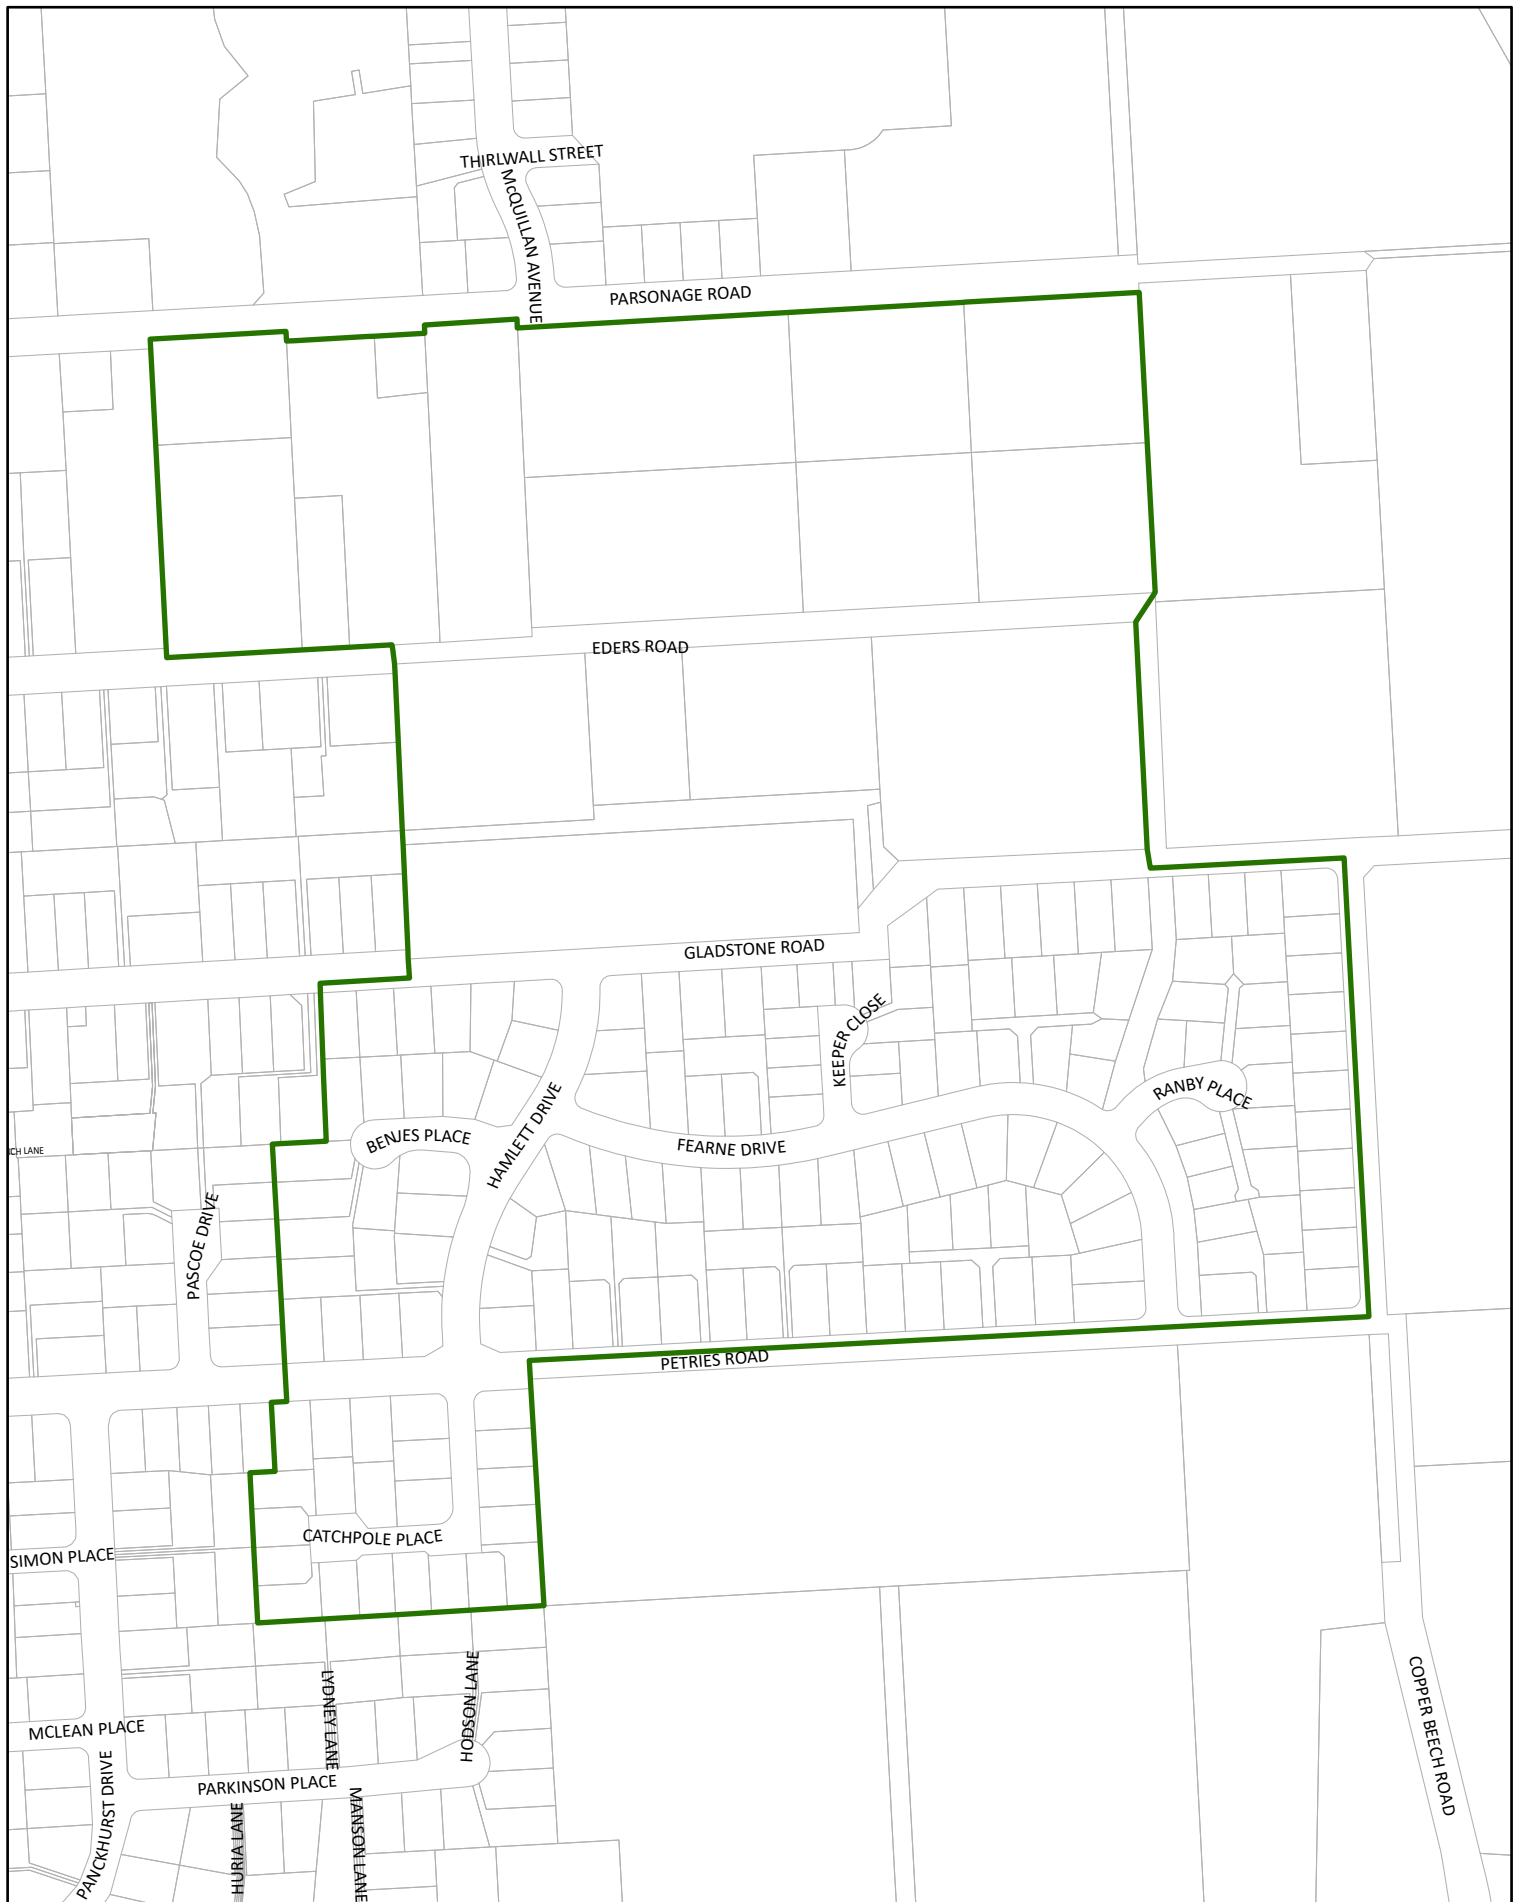 THIRLWALL STREET
McQUILLAN AVENUE
PARSONAGE ROAD
EDERS ROAD
GLADSTONE ROAD
KEEPER CLOSE
RANBY PLACE
HAMLETT DRIVE
BENJES PLACE
FEARNE DRIVE
CH LANE
PASCOE DRIVE
PETRIES ROAD
CATCHPOLE PLACE
SIMON PLACE
HODSON LANE
LYDNEY LANE
COPPER BEECH ROAD
MCLEAN PLACE
PANCKHURST DRIVE
PARKINSON PLACE
MANSON LANE
HURIA LANE